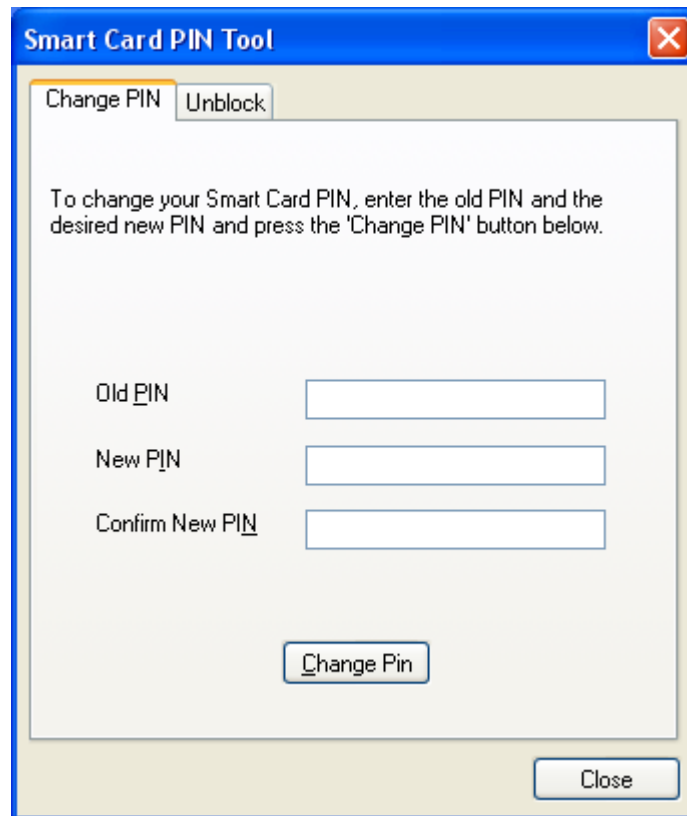 Smart Card PIN Tool
Change PIN
Unblock
To change your Smart Card PIN, enter the old PIN and the
desired new PIN and press the 'Change PIN' button below.
Old PIN
New PIN
Confirm New PIN
Change Pin
Close